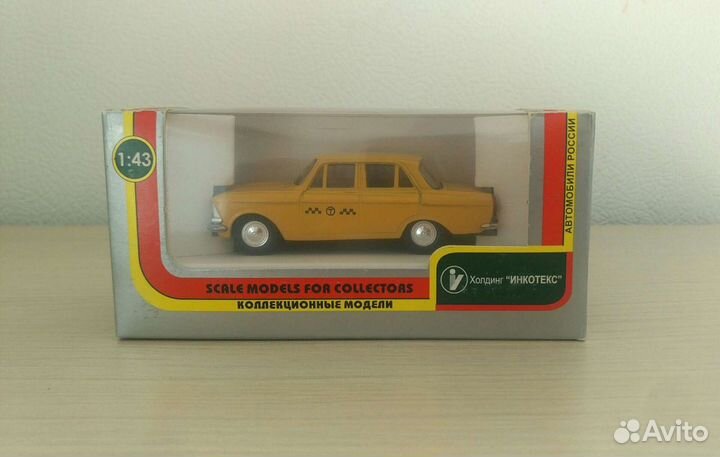 1:43
T
SCALE MODELS FOR COLLECTORS
КОЛЛЕКЦИОННЫЕ МОДЕЛИ
Холдинг "ИНКОТЕКС"
АВТОМОБИЛИ РОССИИ
Avito